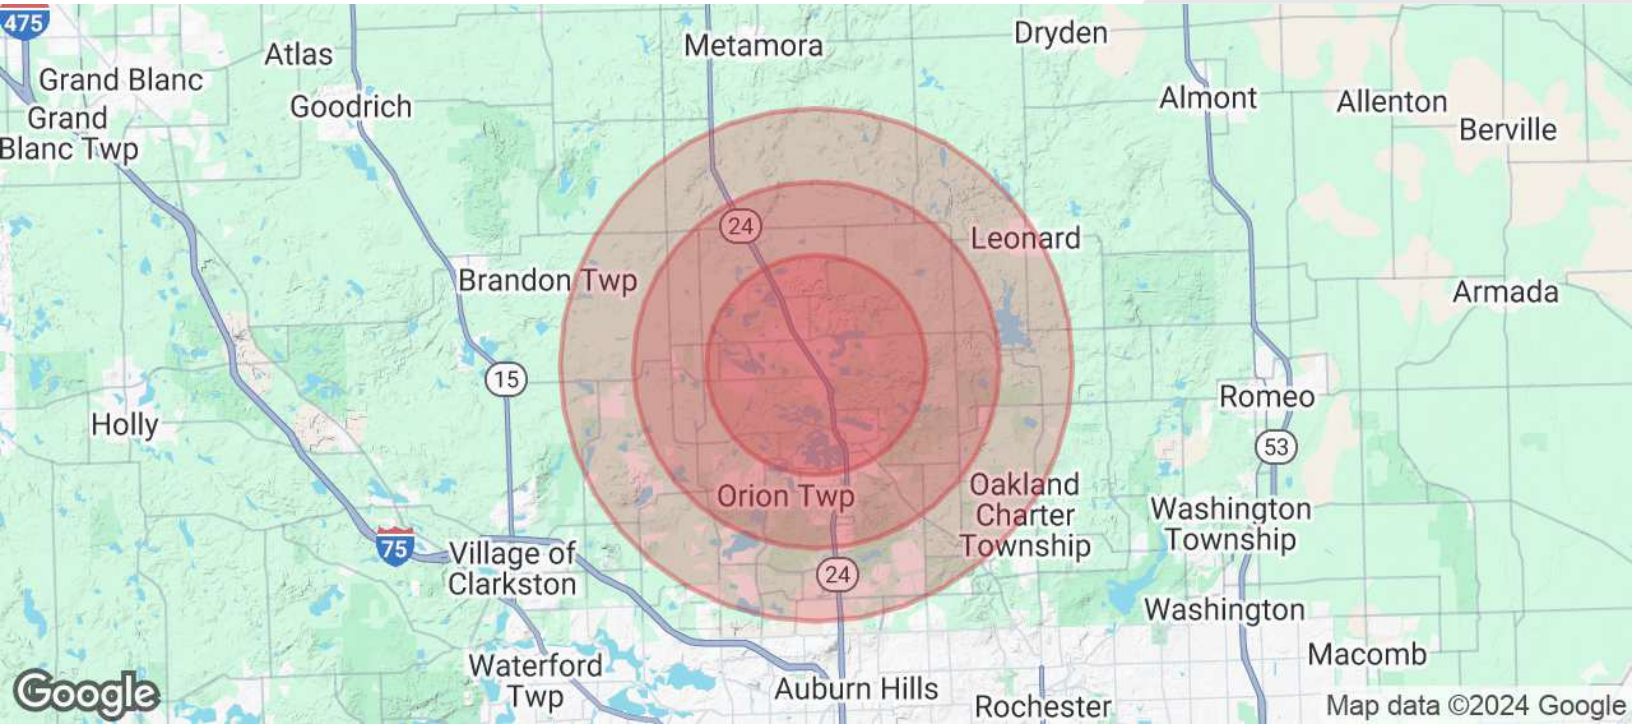 475
Metamora
Dryden
Atlas
Grand Blanc
Goodrich
Almont
Allenton
Grand
Blanc Twp
Berville
24
Leonard
Brandon Twp
Armada
15
Romeo
Holly
53
Orion Twp
Oakland
Charter
Township
Washington
Township
75
Village of
Clarkston
24
Washington
Macomb
Waterford
Twp
Auburn Hills
Rochester
Google
Map data ©2024 Google